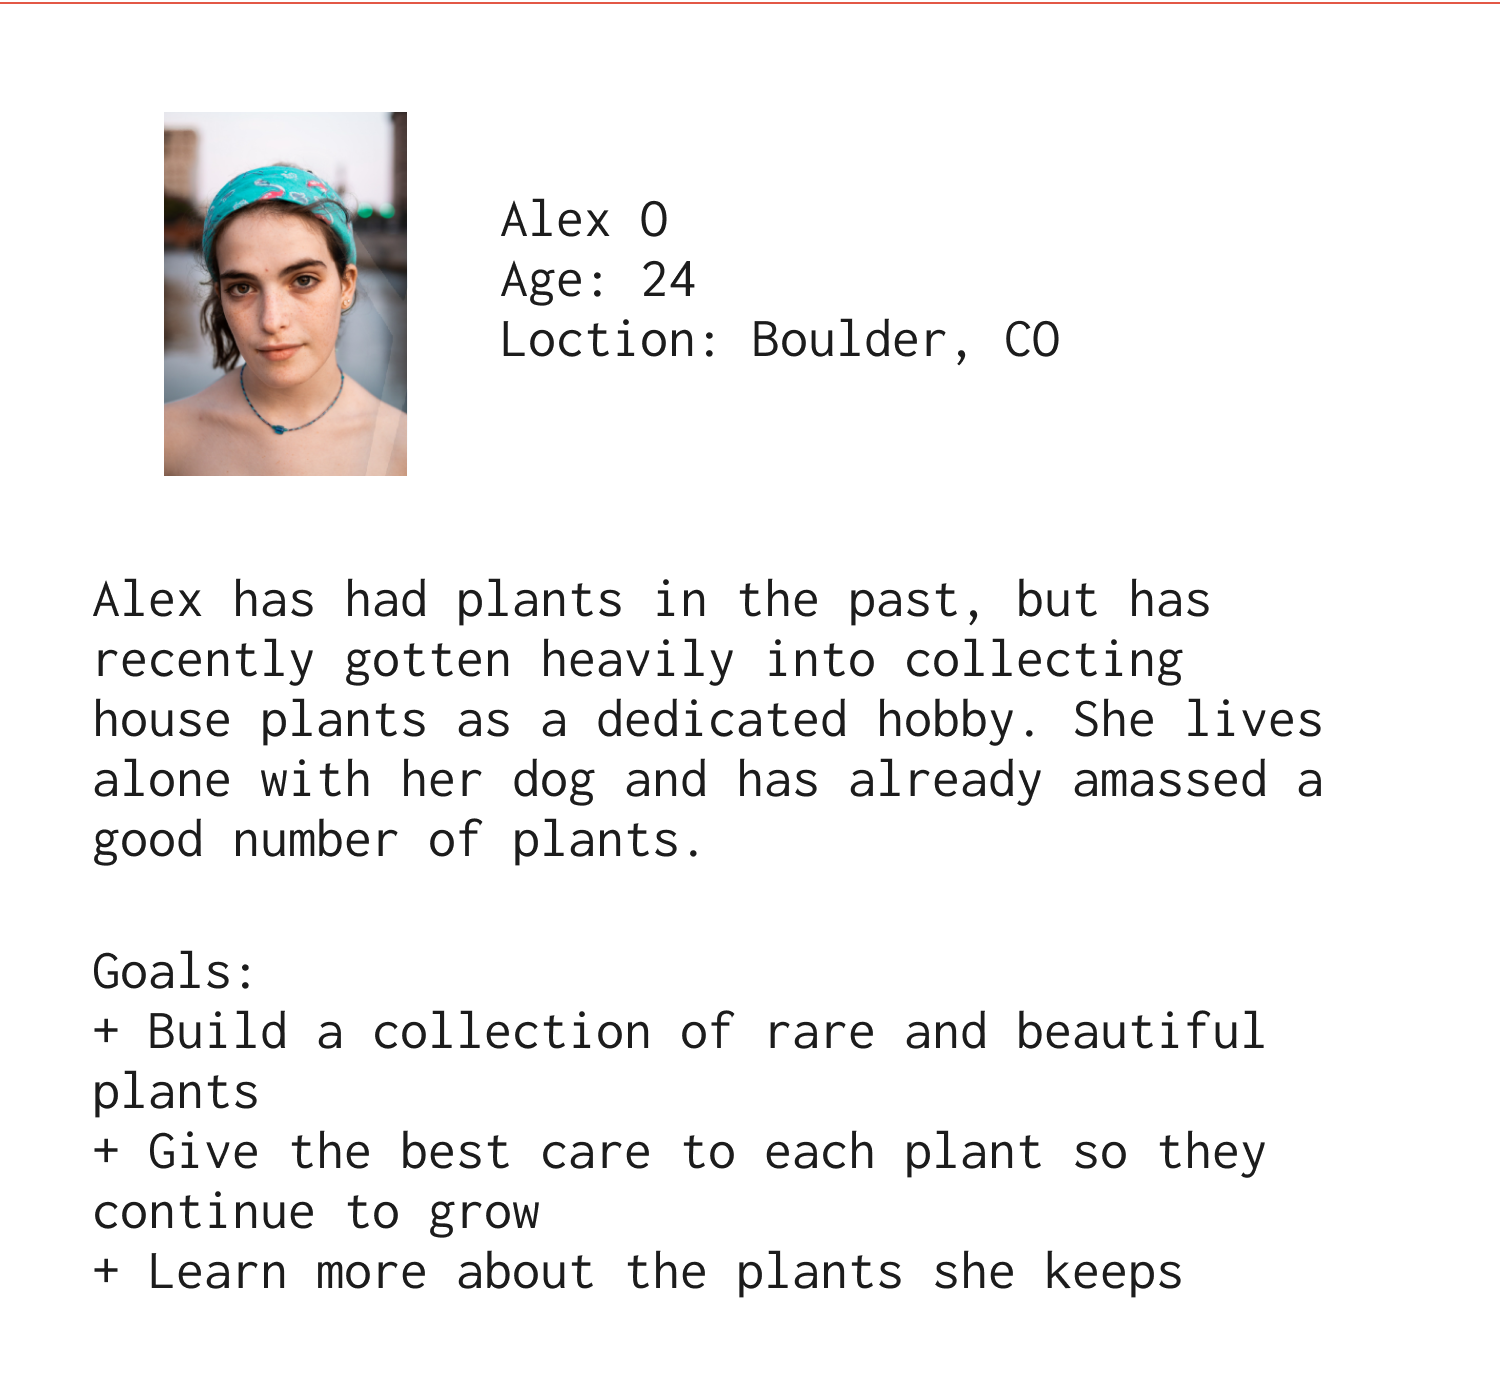 Alex O
Age: 24
Loction: Boulder, CO
Alex has had plants in the past, but has
recently gotten heavily into collecting
house plants as a dedicated hobby. She lives
alone with her dog and has already amassed a
good number of plants.
Goals:
+ Build a collection of rare and beautiful
plants
+ Give the best care to each plant so they
continue to grow
+ Learn more about the plants she keeps